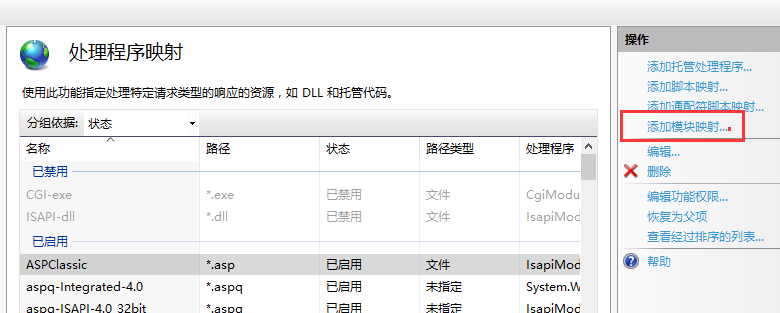 处理程序映射
使用此功能指定处理特定请求类型的响应的资源，如 DLL 和托管代码。
分组依据: 状态
名称 路径 状态 路径类型 处理程序
已禁用
CGI-exe *.exe 已禁用 文件 CgiModu
ISAPI-dll *.dll 已禁用 文件 IsapiMod
已启用
ASPClassic *.asp 已启用 文件 IsapiMod
aspq-Integrated-4.0 *.aspq 已启用 未指定 System.W
aspq-ISAPI-4.0_32bit *.aspq 已启用 未指定 IsapiMod
操作
添加托管处理程序...
添加脚本映射...
添加通配符脚本映射...
添加模块映射...
编辑...
删除
编辑功能权限...
恢复为父项
查看经过排序的列表...
帮助